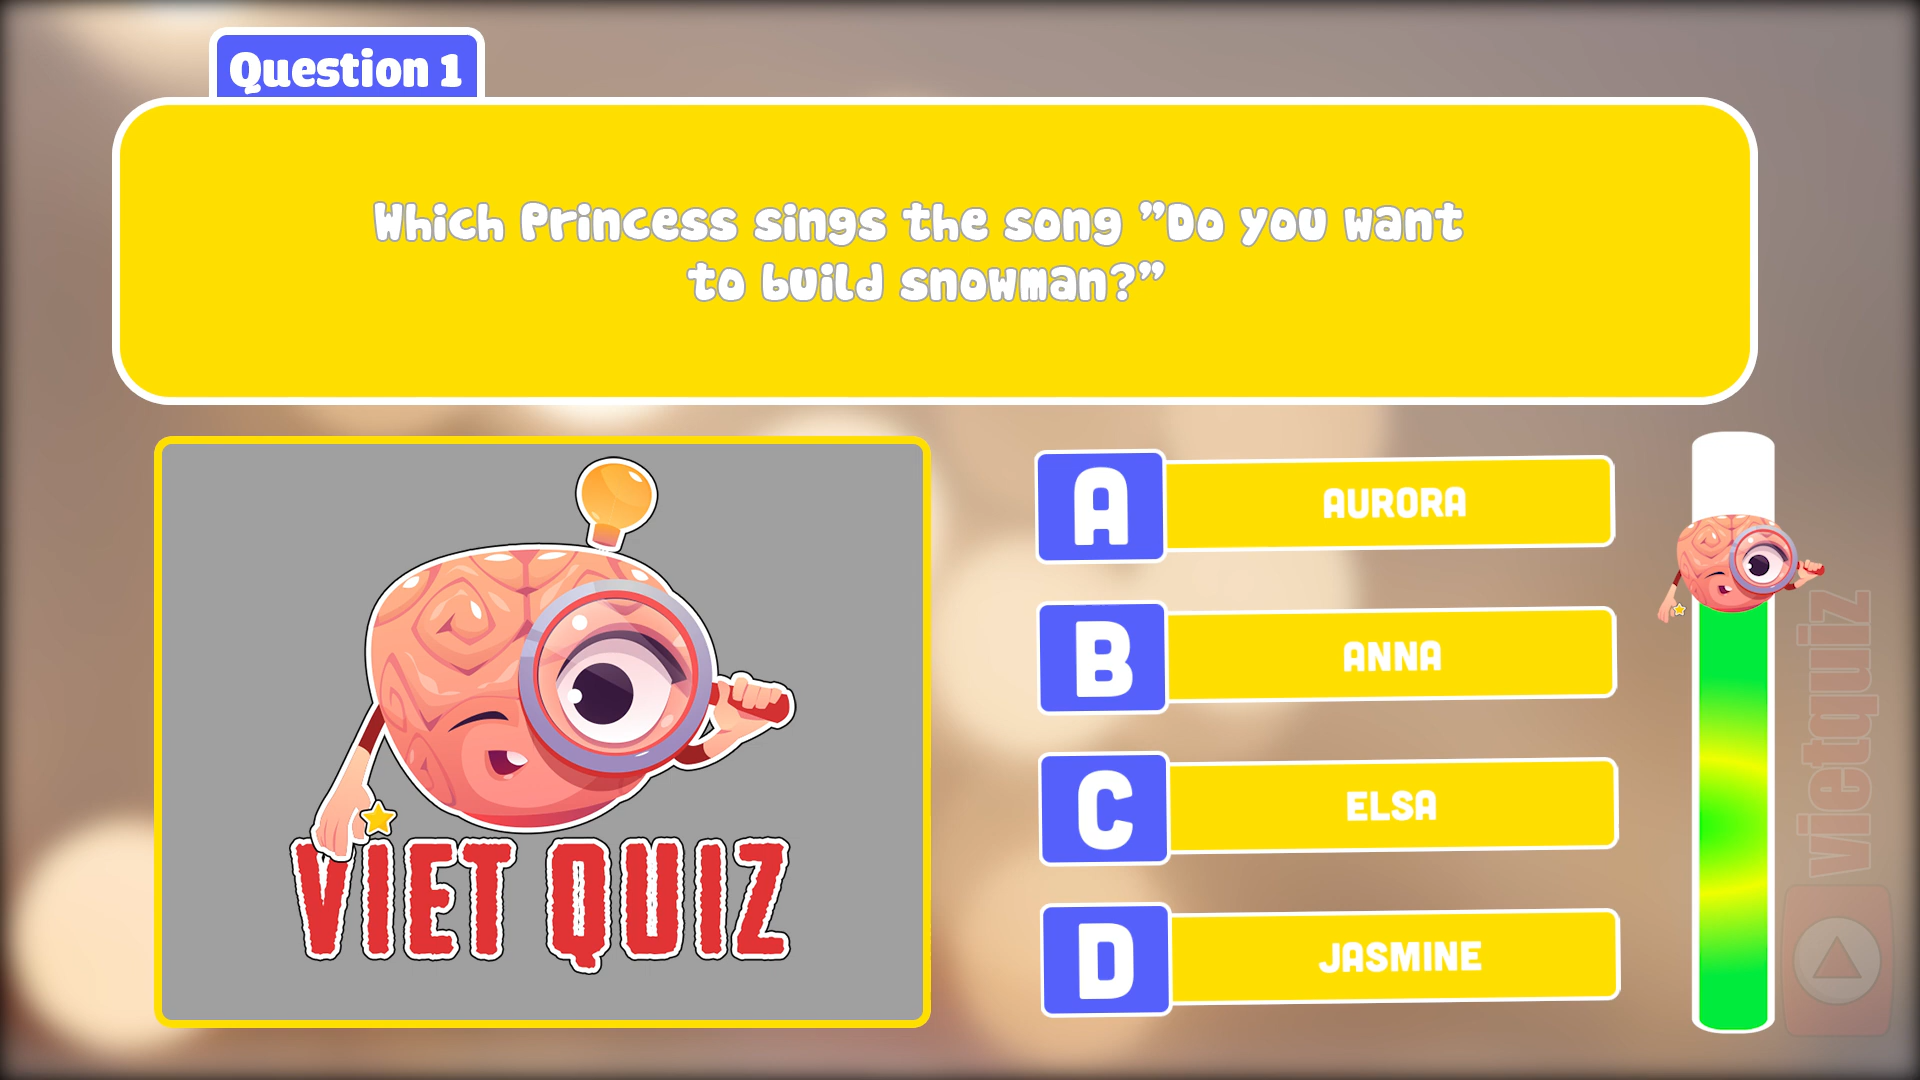 Question 1
Which Princess sings the song ”Do you want
to build snowman?”
VIET QUIZ
A
AURORA
B
ANNA
C
ELSA
D
JASMINE
vietquiz